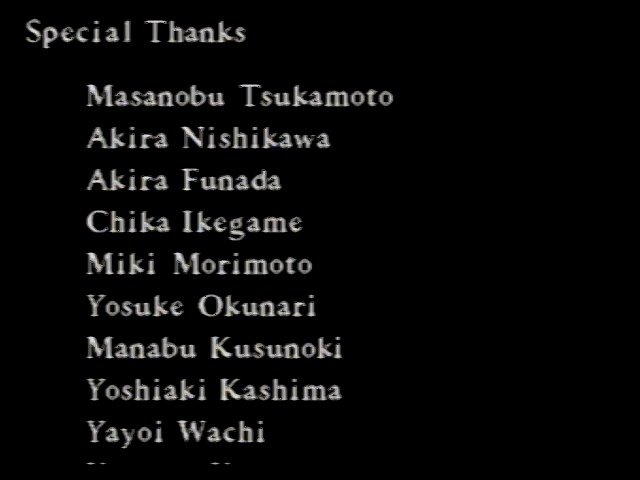 Special Thanks
Masanobu Tsukamoto
Akira Nishikawa
Akira Funada
Chika Ikegame
Miki Morimoto
Yosuke Okunari
Manabu Kusunoki
Yoshiaki Kashima
Yayoi Wachi